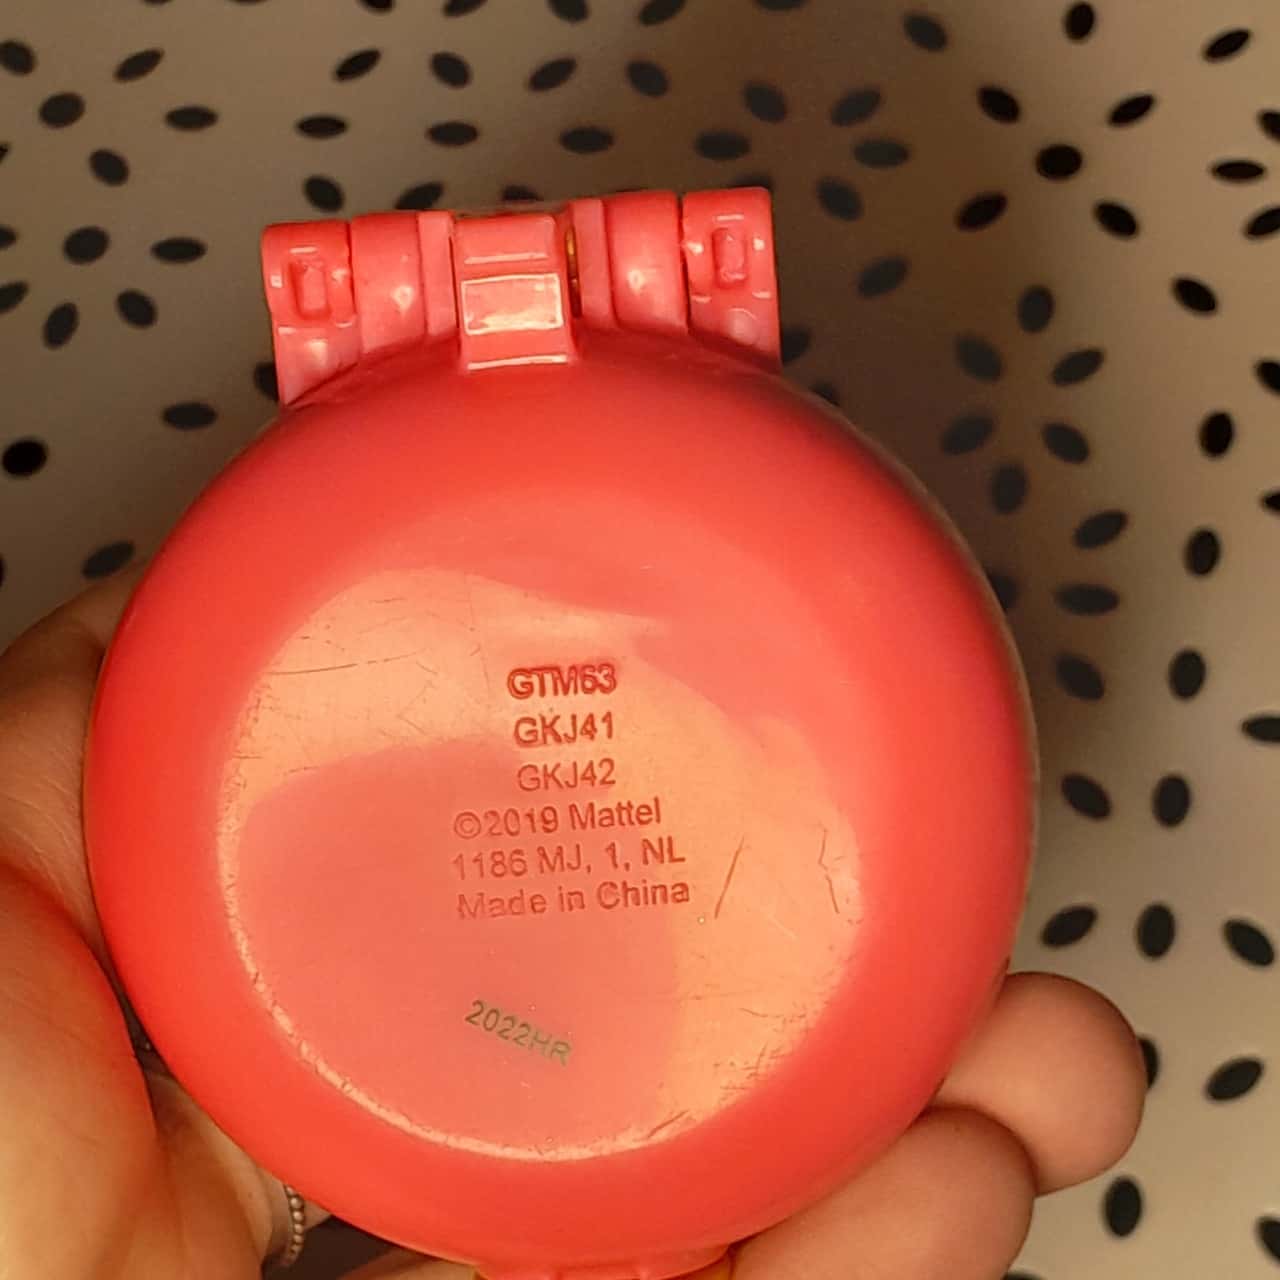 GTM63
GKJ41
GKJ42
©2019 Mattel
1186 MJ, 1, NL
Made in China
2022HR